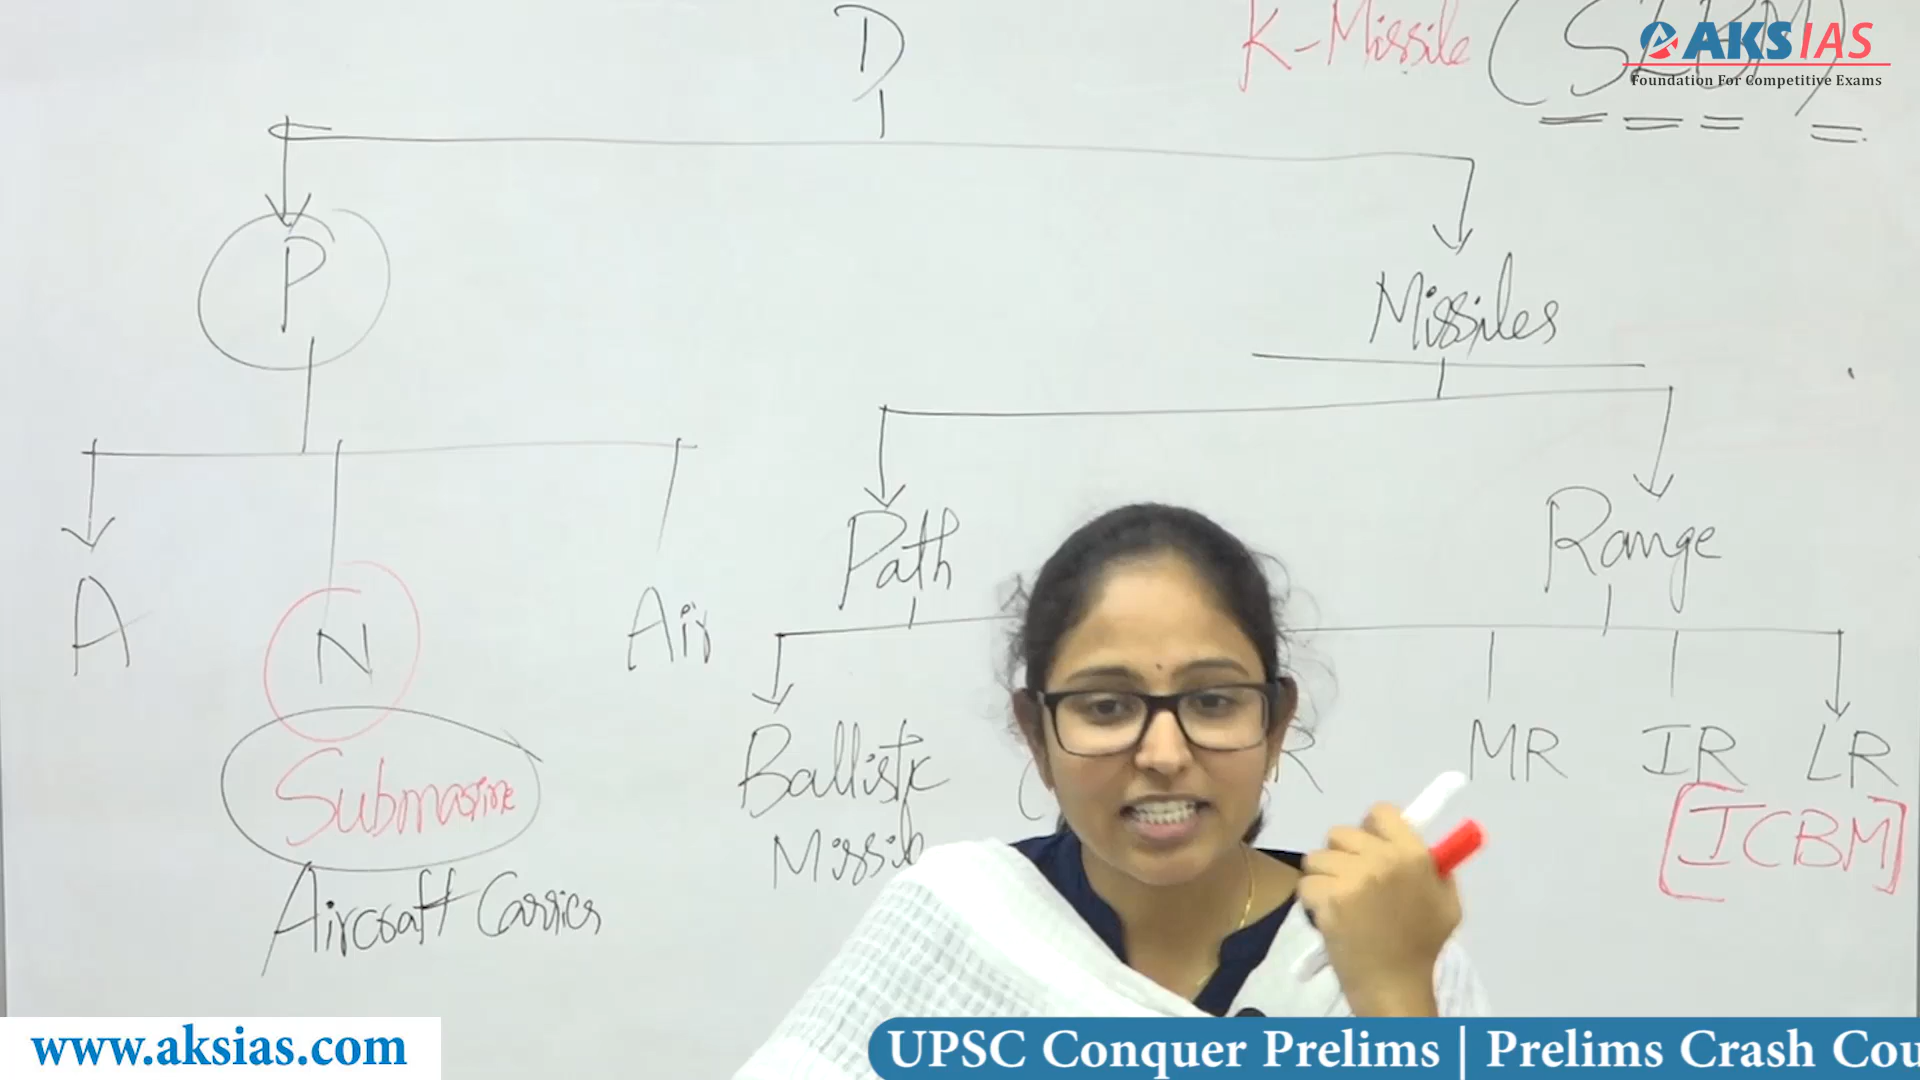 D
K-Missile (SLBM)
AKS IAS
Foundation For Competitive Exams
P
Missiles
Path
Range
A
N
Air
Ballistic
Missile
R
MR
IR
LR
[ICBM]
Submarine
Aircraft Carrier
www.aksias.com
UPSC Conquer Prelims | Prelims Crash Cou